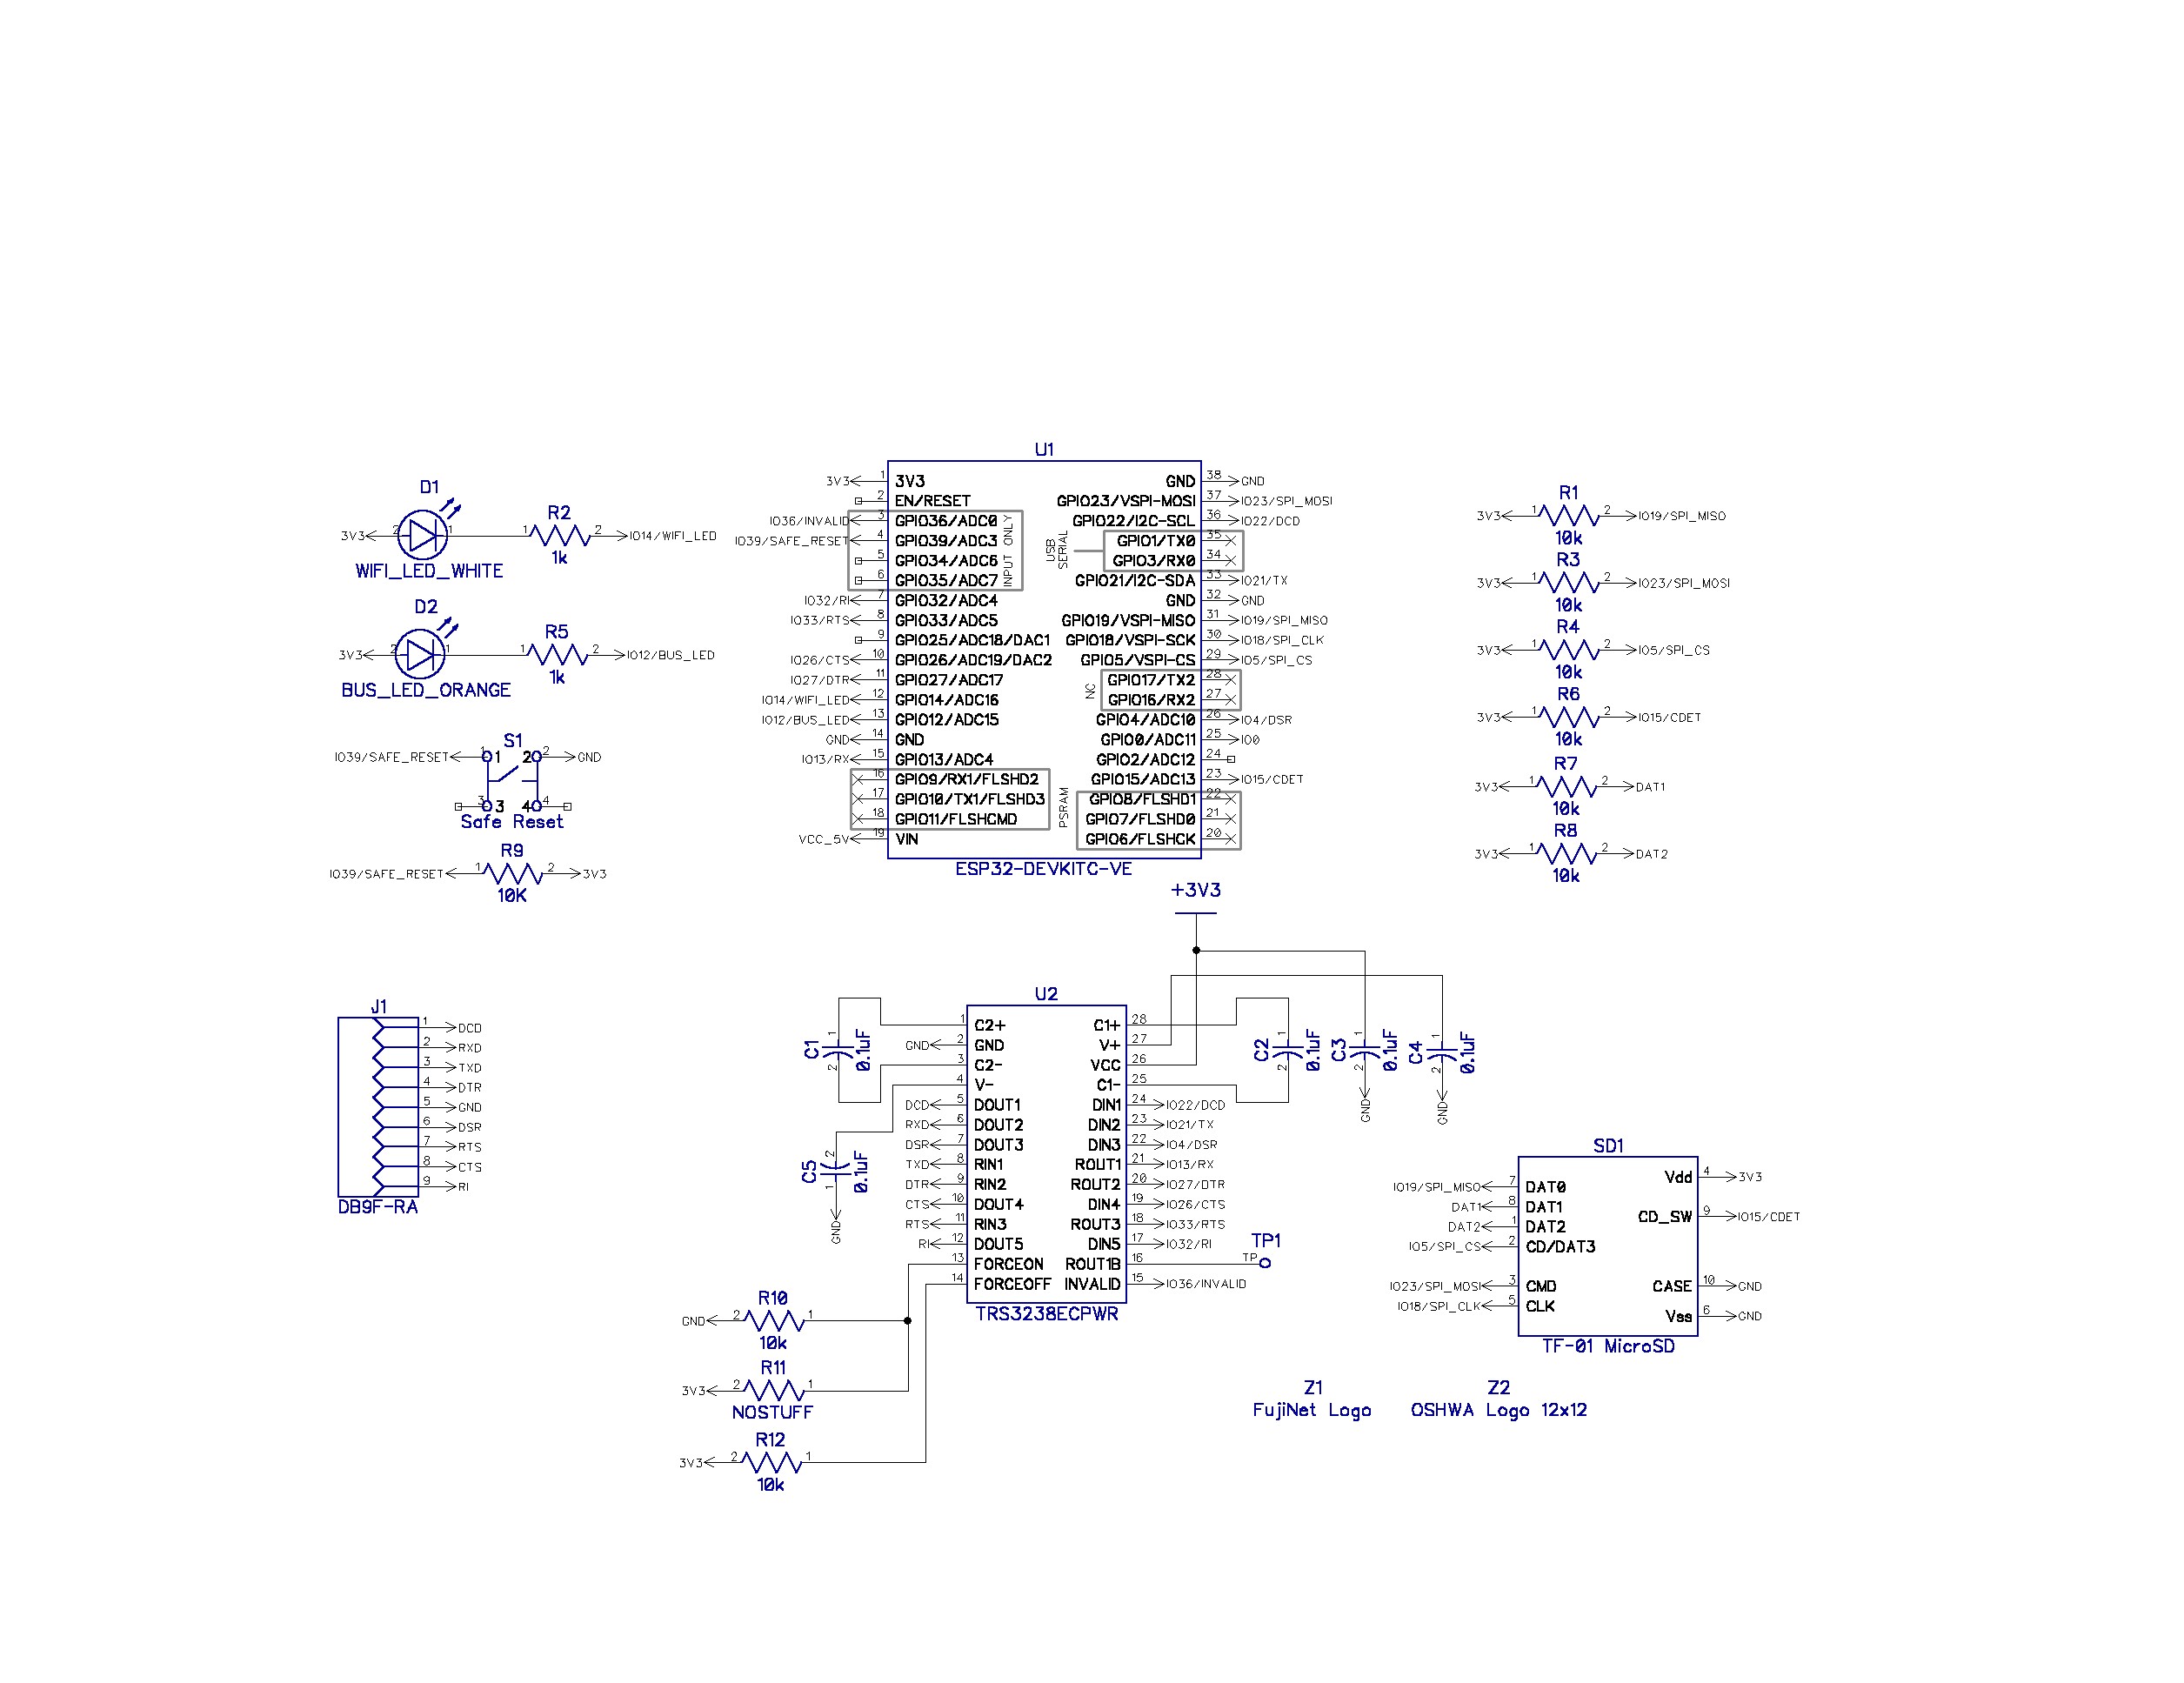 D1
3V3
2
1
WIFI_LED_WHITE
R2
1
2
1k
IO14/WIFI_LED
D2
3V3
2
1
BUS_LED_ORANGE
R5
1
2
1k
IO12/BUS_LED
S1
IO39/SAFE_RESET
1
1
2
2
GND
3
3
4
4
Safe Reset
R9
IO39/SAFE_RESET
1
2
3V3
10K
U1
3V3
1
3V3
2
EN/RESET
IO36/INVALID
3
GPIO36/ADC0
IO39/SAFE_RESET
4
GPIO39/ADC3
5
GPIO34/ADC6
6
GPIO35/ADC7
INPUT ONLY
IO32/RI
7
GPIO32/ADC4
IO33/RTS
8
GPIO33/ADC5
9
GPIO25/ADC18/DAC1
IO26/CTS
10
GPIO26/ADC19/DAC2
IO27/DTR
11
GPIO27/ADC17
IO14/WIFI_LED
12
GPIO14/ADC16
IO12/BUS_LED
13
GPIO12/ADC15
GND
14
GND
IO13/RX
15
GPIO13/ADC4
16
GPIO9/RX1/FLSHD2
17
GPIO10/TX1/FLSHD3
18
GPIO11/FLSHCMD
VCC_5V
19
VIN
GND
38
GND
GPIO23/VSPI-MOSI
37
IO23/SPI_MOSI
GPIO22/I2C-SCL
36
IO22/DCD
USB
SERIAL
GPIO1/TX0
35
GPIO3/RX0
34
GPIO21/I2C-SDA
33
IO21/TX
GND
32
GND
GPIO19/VSPI-MISO
31
IO19/SPI_MISO
GPIO18/VSPI-SCK
30
IO18/SPI_CLK
GPIO5/VSPI-CS
29
IO5/SPI_CS
NC
GPIO17/TX2
28
GPIO16/RX2
27
GPIO4/ADC10
26
IO4/DSR
GPIO0/ADC11
25
IO0
GPIO2/ADC12
24
GPIO15/ADC13
23
IO15/CDET
PSRAM
GPIO8/FLSHD1
22
GPIO7/FLSHD0
21
GPIO6/FLSHCK
20
ESP32-DEVKITC-VE
R1
3V3
1
2
IO19/SPI_MISO
10k
R3
3V3
1
2
IO23/SPI_MOSI
10k
R4
3V3
1
2
IO5/SPI_CS
10k
R6
3V3
1
2
IO15/CDET
10k
R7
3V3
1
2
DAT1
10k
R8
3V3
1
2
DAT2
10k
J1
1
DCD
2
RXD
3
TXD
4
DTR
5
GND
6
DSR
7
RTS
8
CTS
9
RI
DB9F-RA
+3V3
U2
1
C2+
GND
2
GND
3
C2-
4
V-
DCD
5
DOUT1
RXD
6
DOUT2
DSR
7
DOUT3
TXD
8
RIN1
DTR
9
RIN2
CTS
10
DOUT4
RTS
11
RIN3
RI
12
DOUT5
13
FORCEON
14
FORCEOFF
C1+
28
V+
27
VCC
26
C1-
25
DIN1
24
IO22/DCD
DIN2
23
IO21/TX
DIN3
22
IO4/DSR
ROUT1
21
IO13/RX
ROUT2
20
IO27/DTR
DIN4
19
IO26/CTS
ROUT3
18
IO33/RTS
DIN5
17
IO32/RI
ROUT1B
16
TP
TP1
INVALID
15
IO36/INVALID
TRS3238ECPWR
C1
1
2
0.1uF
C5
2
1
0.1uF
GND
C2
1
2
0.1uF
C3
1
2
0.1uF
GND
C4
1
2
0.1uF
GND
R10
GND
2
1
10k
R11
3V3
2
1
NOSTUFF
R12
3V3
2
1
10k
SD1
IO19/SPI_MISO
7
DAT0
DAT1
8
DAT1
DAT2
1
DAT2
IO5/SPI_CS
2
CD/DAT3
IO23/SPI_MOSI
3
CMD
IO18/SPI_CLK
5
CLK
Vdd
4
3V3
CD_SW
9
IO15/CDET
CASE
10
GND
Vss
6
GND
TF-01 MicroSD
Z1
FujiNet Logo
Z2
OSHWA Logo 12x12